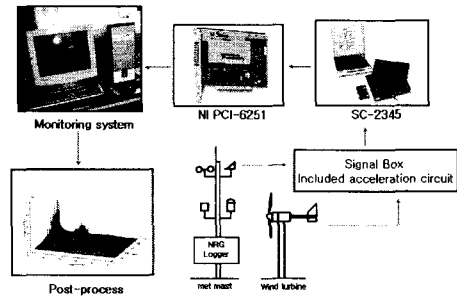 Monitoring system
NI PCI-6251
SC-2345
Signal Box
Included acceleration circuit
NRG
Logger
met mast
Wind turbine
Post-process